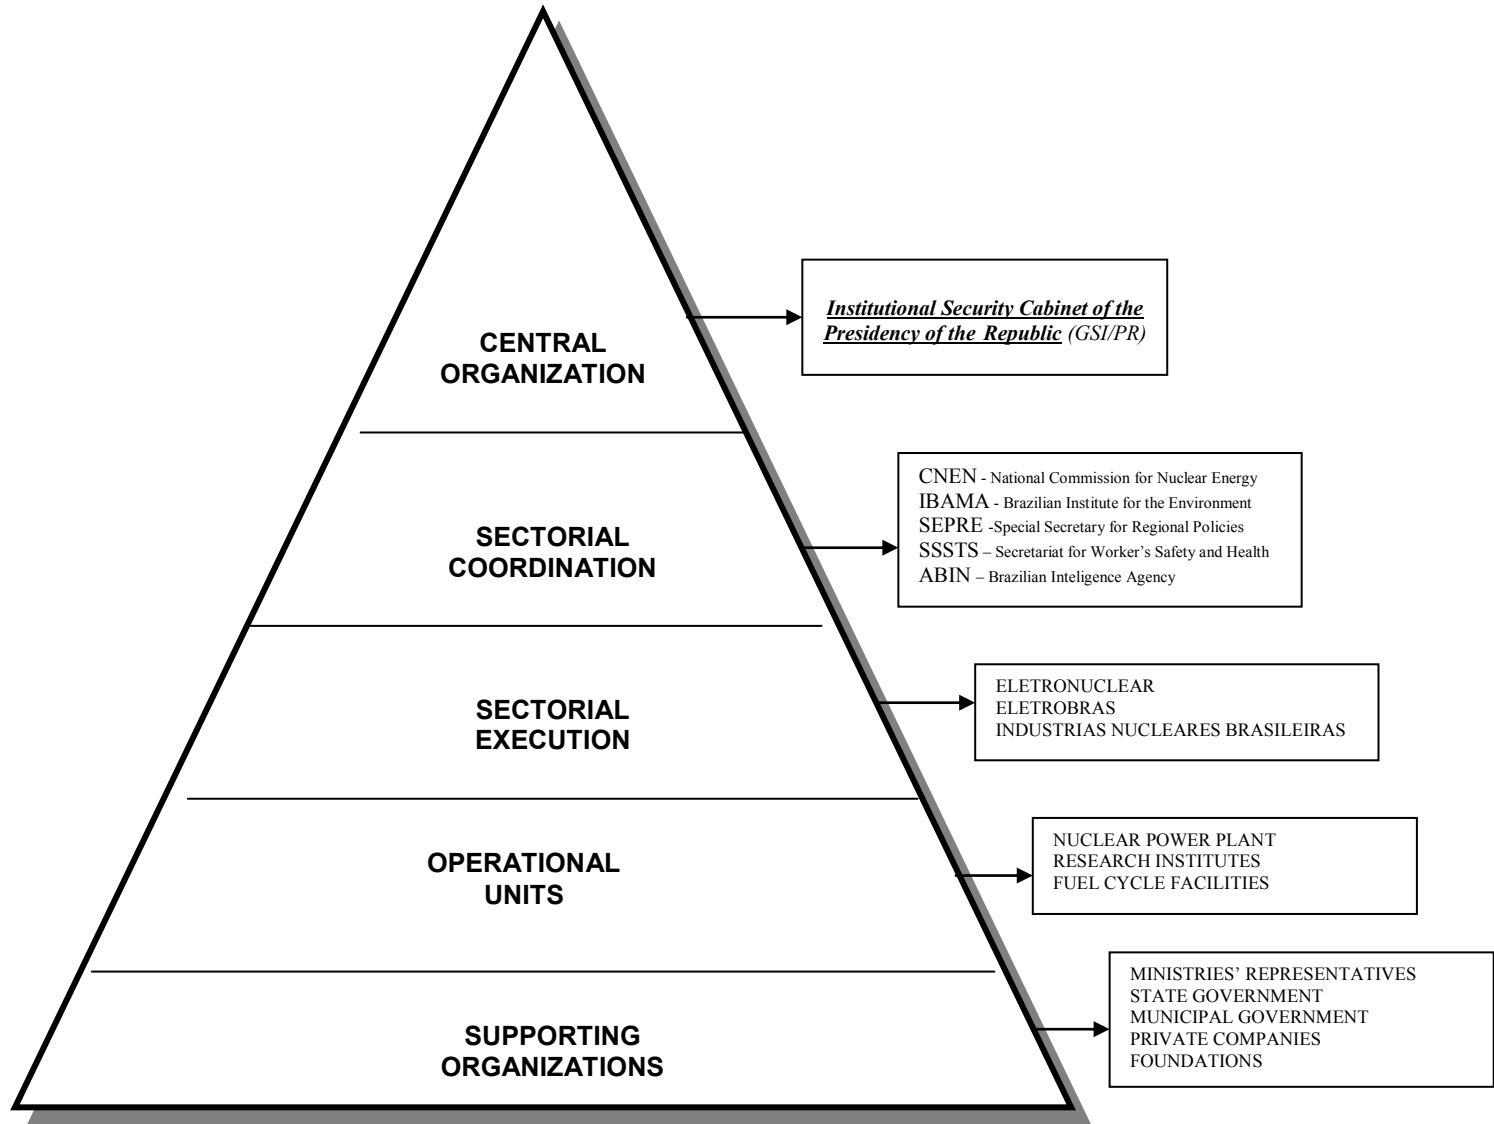 CENTRAL
ORGANIZATION
Institutional Security Cabinet of the
Presidency of the Republic (GSI/PR)
SECTORIAL
COORDINATION
CNEN - National Commission for Nuclear Energy
IBAMA - Brazilian Institute for the Environment
SEPRE -Special Secretary for Regional Policies
SSSTS – Secretariat for Worker’s Safety and Health
ABIN – Brazilian Inteligence Agency
SECTORIAL
EXECUTION
ELETRONUCLEAR
ELETROBRAS
INDUSTRIAS NUCLEARES BRASILEIRAS
OPERATIONAL
UNITS
NUCLEAR POWER PLANT
RESEARCH INSTITUTES
FUEL CYCLE FACILITIES
SUPPORTING
ORGANIZATIONS
MINISTRIES’ REPRESENTATIVES
STATE GOVERNMENT
MUNICIPAL GOVERNMENT
PRIVATE COMPANIES
FOUNDATIONS